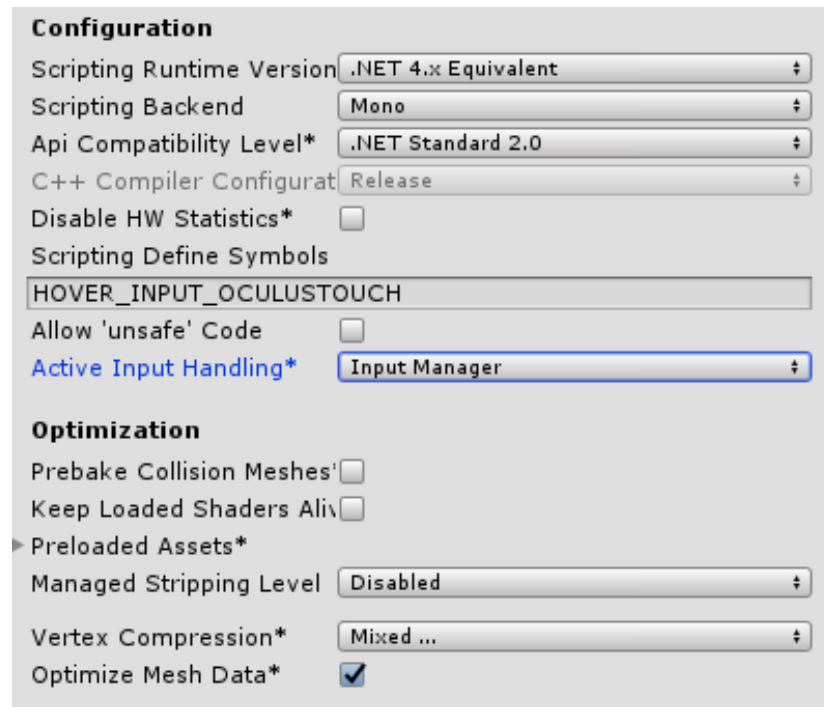 Configuration
Scripting Runtime Version .NET 4.x Equivalent
Scripting Backend Mono
Api Compatibility Level* .NET Standard 2.0
C++ Compiler Configurat Release
Disable HW Statistics*
Scripting Define Symbols
HOVER_INPUT_OCULUSTOUCH
Allow 'unsafe' Code
Active Input Handling* Input Manager
Optimization
Prebake Collision Meshes*
Keep Loaded Shaders Aliv
Preloaded Assets*
Managed Stripping Level Disabled
Vertex Compression* Mixed ...
Optimize Mesh Data*